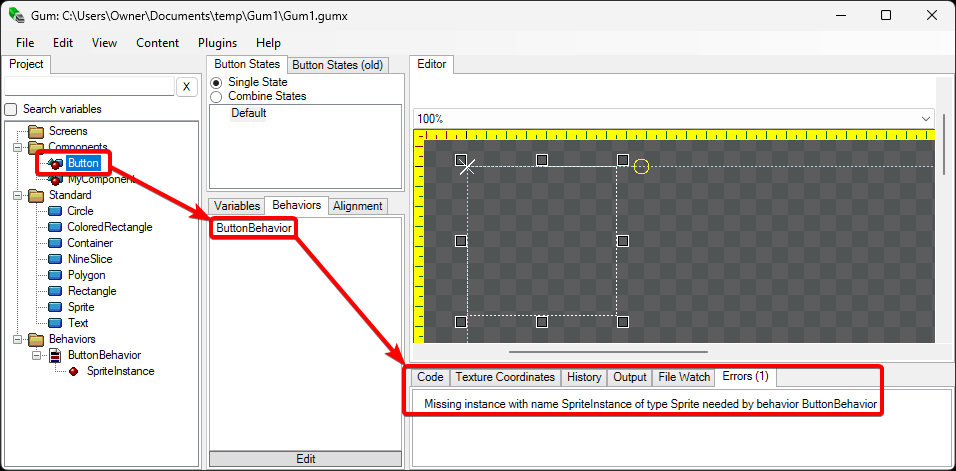 Gum: C:\Users\Owner\Documents\temp\Gum1\Gum1.gumx
File Edit View Content Plugins Help
Project
X
Search variables
Screens
Components
Button
MyComponent
Standard
Circle
ColoredRectangle
Container
NineSlice
Polygon
Rectangle
Sprite
Text
Behaviors
ButtonBehavior
SpriteInstance
Button States Button States (old)
Single State
Combine States
Default
Variables Behaviors Alignment
ButtonBehavior
Edit
Editor
100%
Code Texture Coordinates History Output File Watch Errors (1)
Missing instance with name SpriteInstance of type Sprite needed by behavior ButtonBehavior